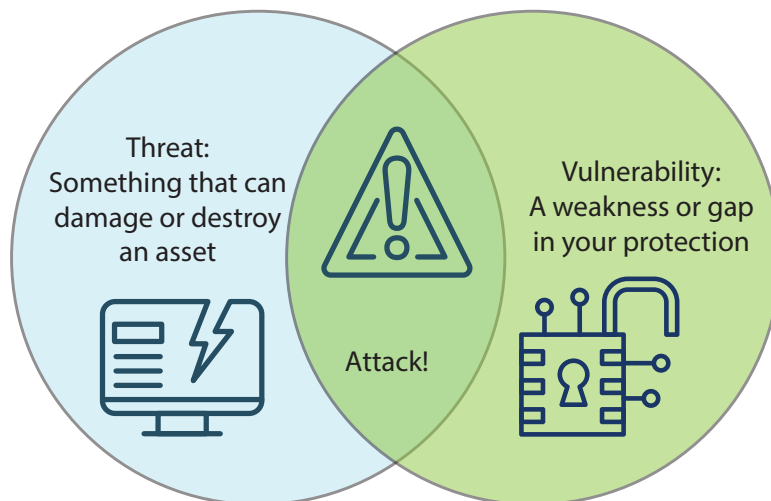 Threat:
Something that can
damage or destroy
an asset
Attack!
Vulnerability:
A weakness or gap
in your protection